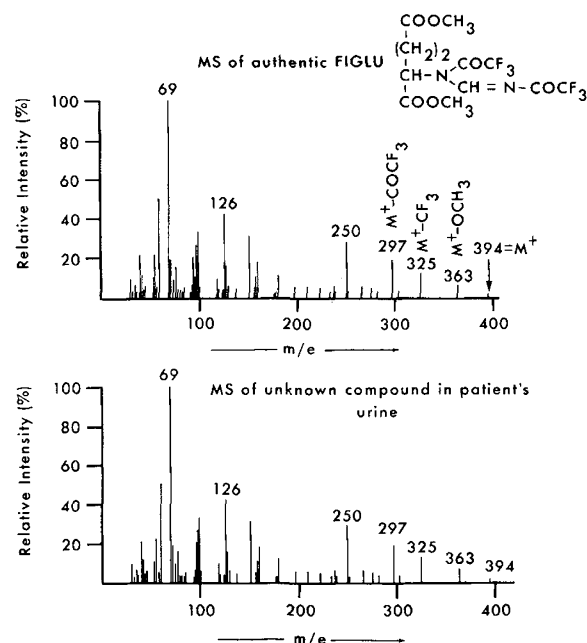 COOCH3
(CH2)2
MS of authentic FIGLU
CH — N
COCF3
CH = N — COCF3
COOCH3
Relative Intensity (%)
100
80
60
40
20
69
126
250
297
325
363
394=M+
M+-COCF3
M+-CF3
M+-OCH3
100
200
300
400
m/e
MS of unknown compound in patient's
urine
Relative Intensity (%)
100
80
60
40
20
69
126
250
297
325
363
394
100
200
300
400
m/e